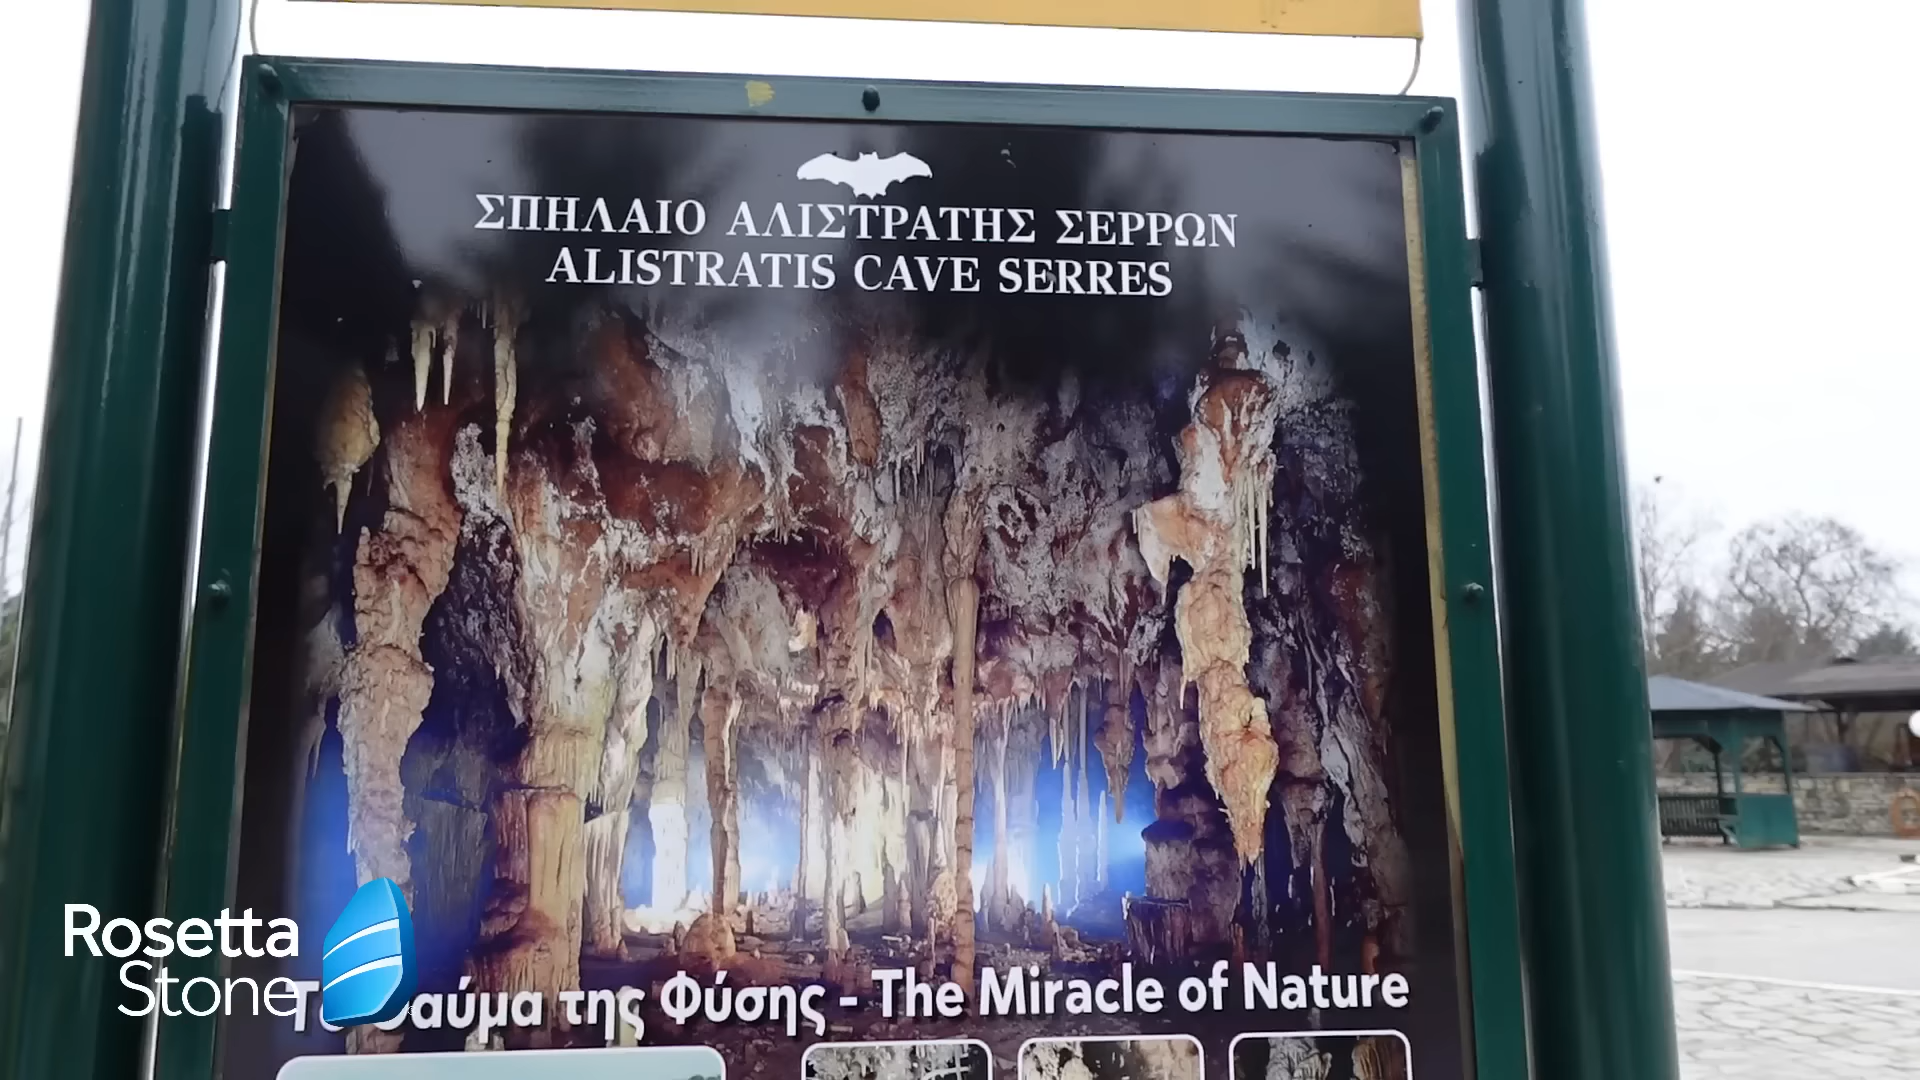 ΣΠΗΛΑΙΟ ΑΛΙΣΤΡΑΤΗΣ ΣΕΡΡΩΝ
ALISTRATIS CAVE SERRES
της Φύσης - The Miracle of Nature
Rosetta
Stone